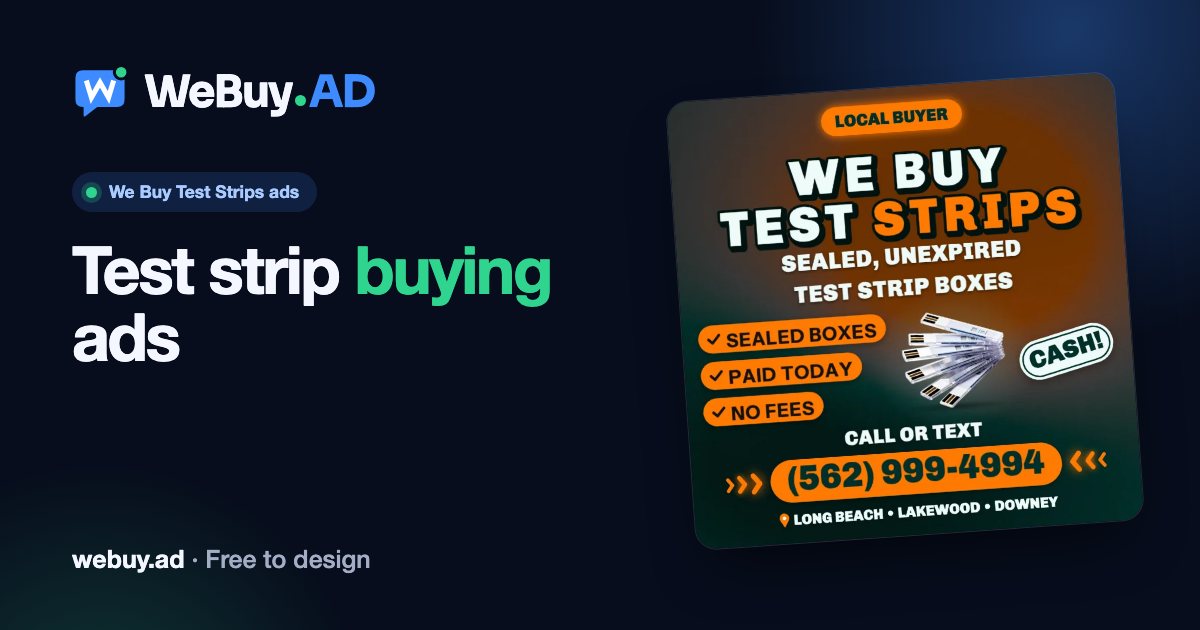 WeBuy.AD
We Buy Test Strips ads
Test strip buying
ads
webuy.ad · Free to design
LOCAL BUYER
WE BUY
TEST STRIPS
SEALED, UNEXPIRED
TEST STRIP BOXES
SEALED BOXES
PAID TODAY
NO FEES
CASH!
CALL OR TEXT
(562) 999-4994
LONG BEACH • LAKEWOOD • DOWNEY